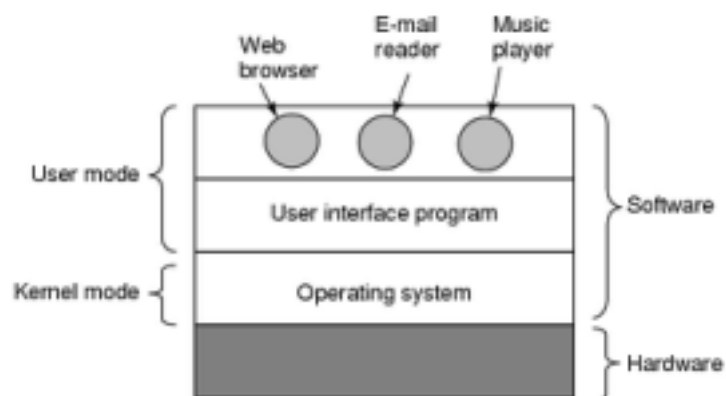 Web
browser
E-mail
reader
Music
player
User mode
User interface program
Software
Kernel mode
Operating system
Hardware